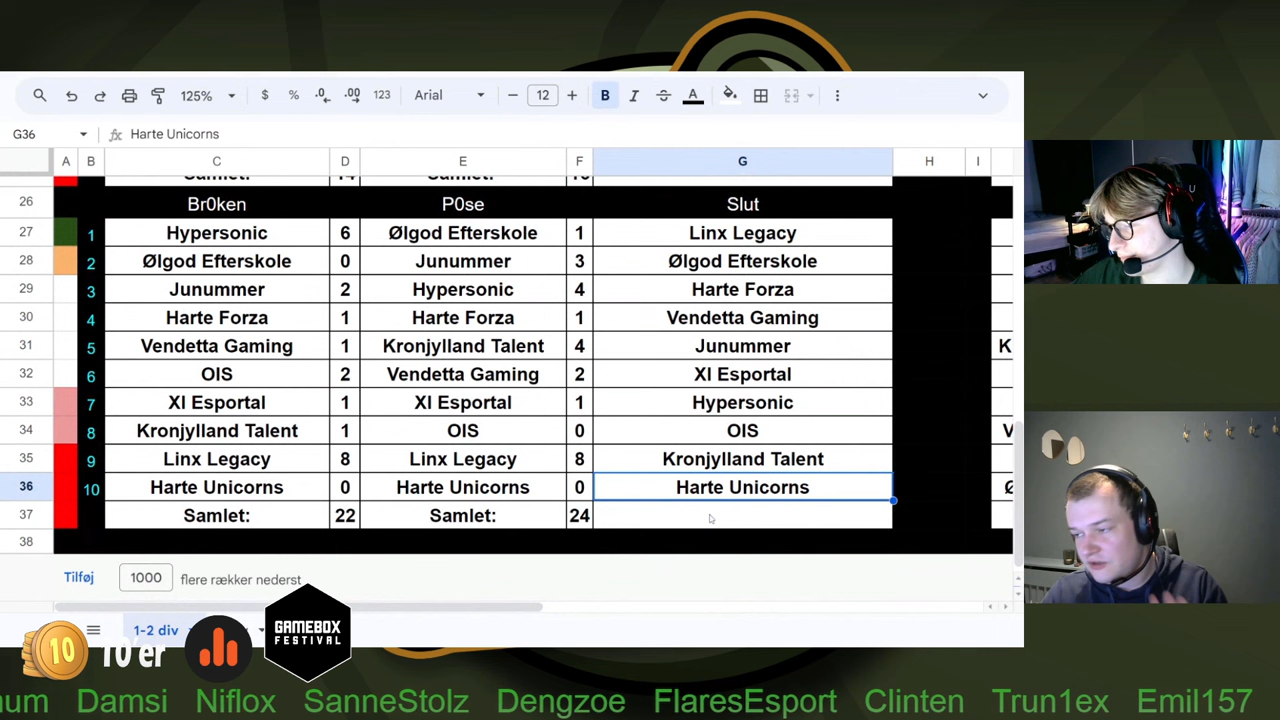 125% $ % .0 .00 123 Arial 12 B I A
G36 fx Harte Unicorns
A B C D E F G H I
Samlet: 14 Samlet:
26 Br0ken P0se Slut
27 1 Hypersonic 6 Ølgod Efterskole 1 Linx Legacy
28 2 Ølgod Efterskole 0 Junummer 3 Ølgod Efterskole
29 3 Junummer 2 Hypersonic 4 Harte Forza
30 4 Harte Forza 1 Harte Forza 1 Vendetta Gaming
31 5 Vendetta Gaming 1 Kronjylland Talent 4 Junummer K
32 6 OIS 2 Vendetta Gaming 2 XI Esportal
33 7 XI Esportal 1 XI Esportal 1 Hypersonic
34 8 Kronjylland Talent 1 OIS 0 OIS V
35 9 Linx Legacy 8 Linx Legacy 8 Kronjylland Talent
36 10 Harte Unicorns 0 Harte Unicorns 0 Harte Unicorns Ø
37 Samlet: 22 Samlet: 24
38
Tilføj 1000 flere rækker nederst
1-2 div
10 10'er GAMEBOX
FESTIVAL
num Damsi Niflox SanneStolz Dengzoe FlaresEsport Clinten Trun1ex Emil157